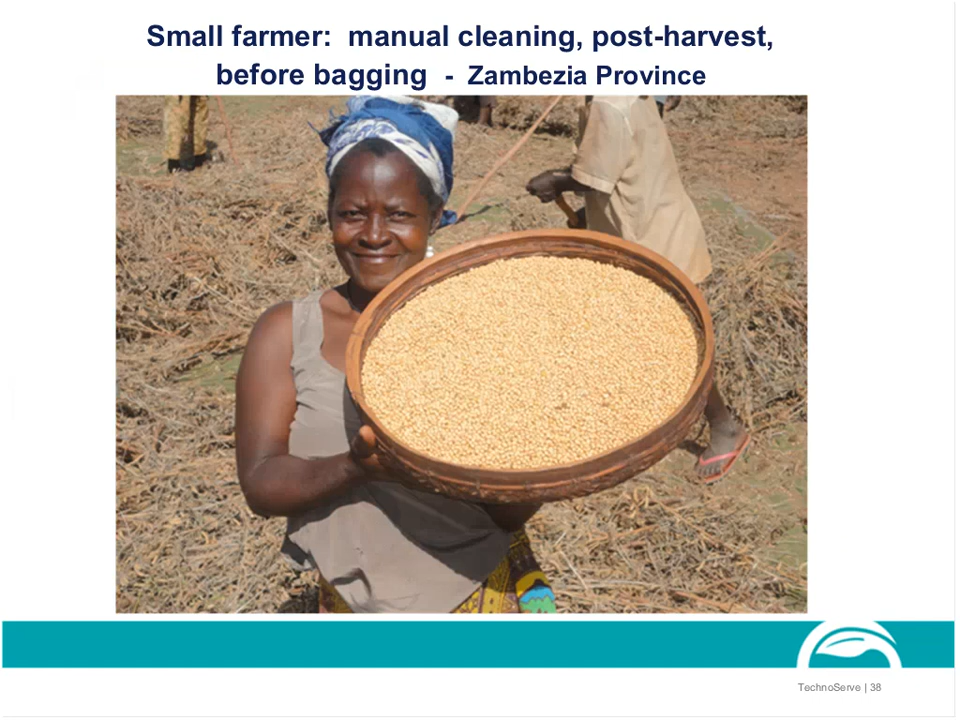 Small farmer: manual cleaning, post-harvest,
before bagging - Zambezia Province
TechnoServe | 38